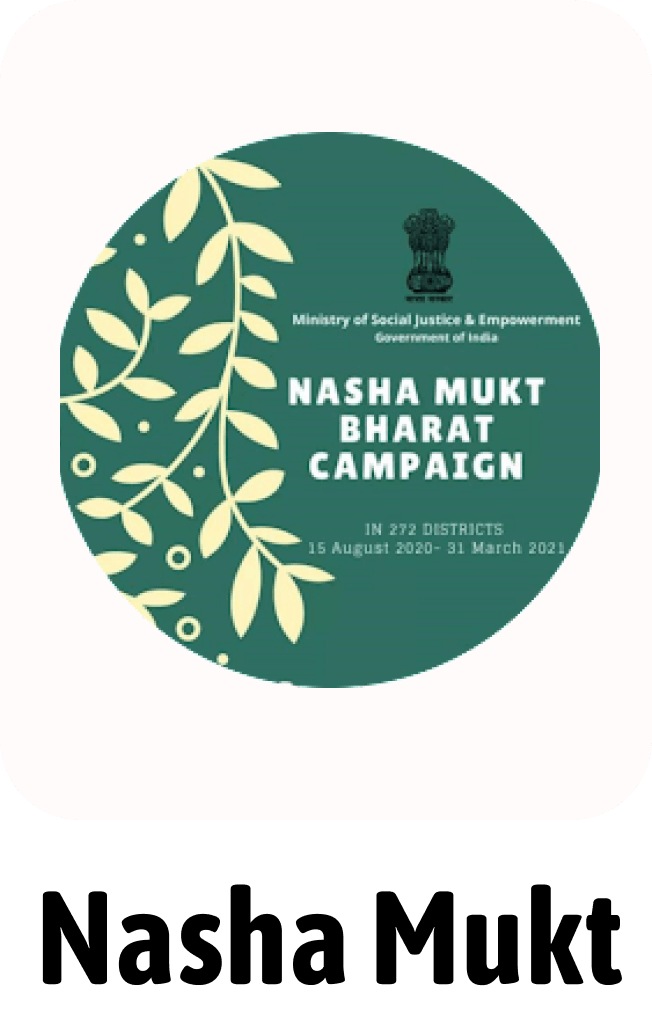 Ministry of Social Justice & Empowerment
Government of India
NASHA MUKT
BHARAT
CAMPAIGN
IN 272 DISTRICTS
15 August 2020- 31 March 2021
Nasha Mukt